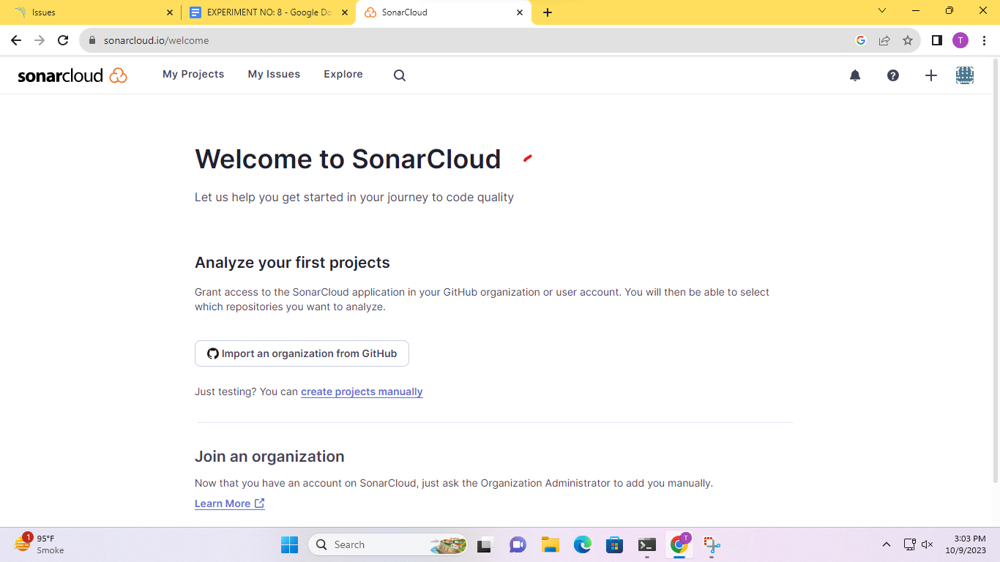 Issues
EXPERIMENT NO: 8 - Google Do
SonarCloud
sonarcloud.io/welcome
T
sonarcloud
My Projects
My Issues
Explore
Welcome to SonarCloud
Let us help you get started in your journey to code quality
Analyze your first projects
Grant access to the SonarCloud application in your GitHub organization or user account. You will then be able to select
which repositories you want to analyze.
Import an organization from GitHub
Just testing? You can create projects manually
Join an organization
Now that you have an account on SonarCloud, just ask the Organization Administrator to add you manually.
Learn More
1
95°F
Smoke
Search
T
3:03 PM
10/9/2023